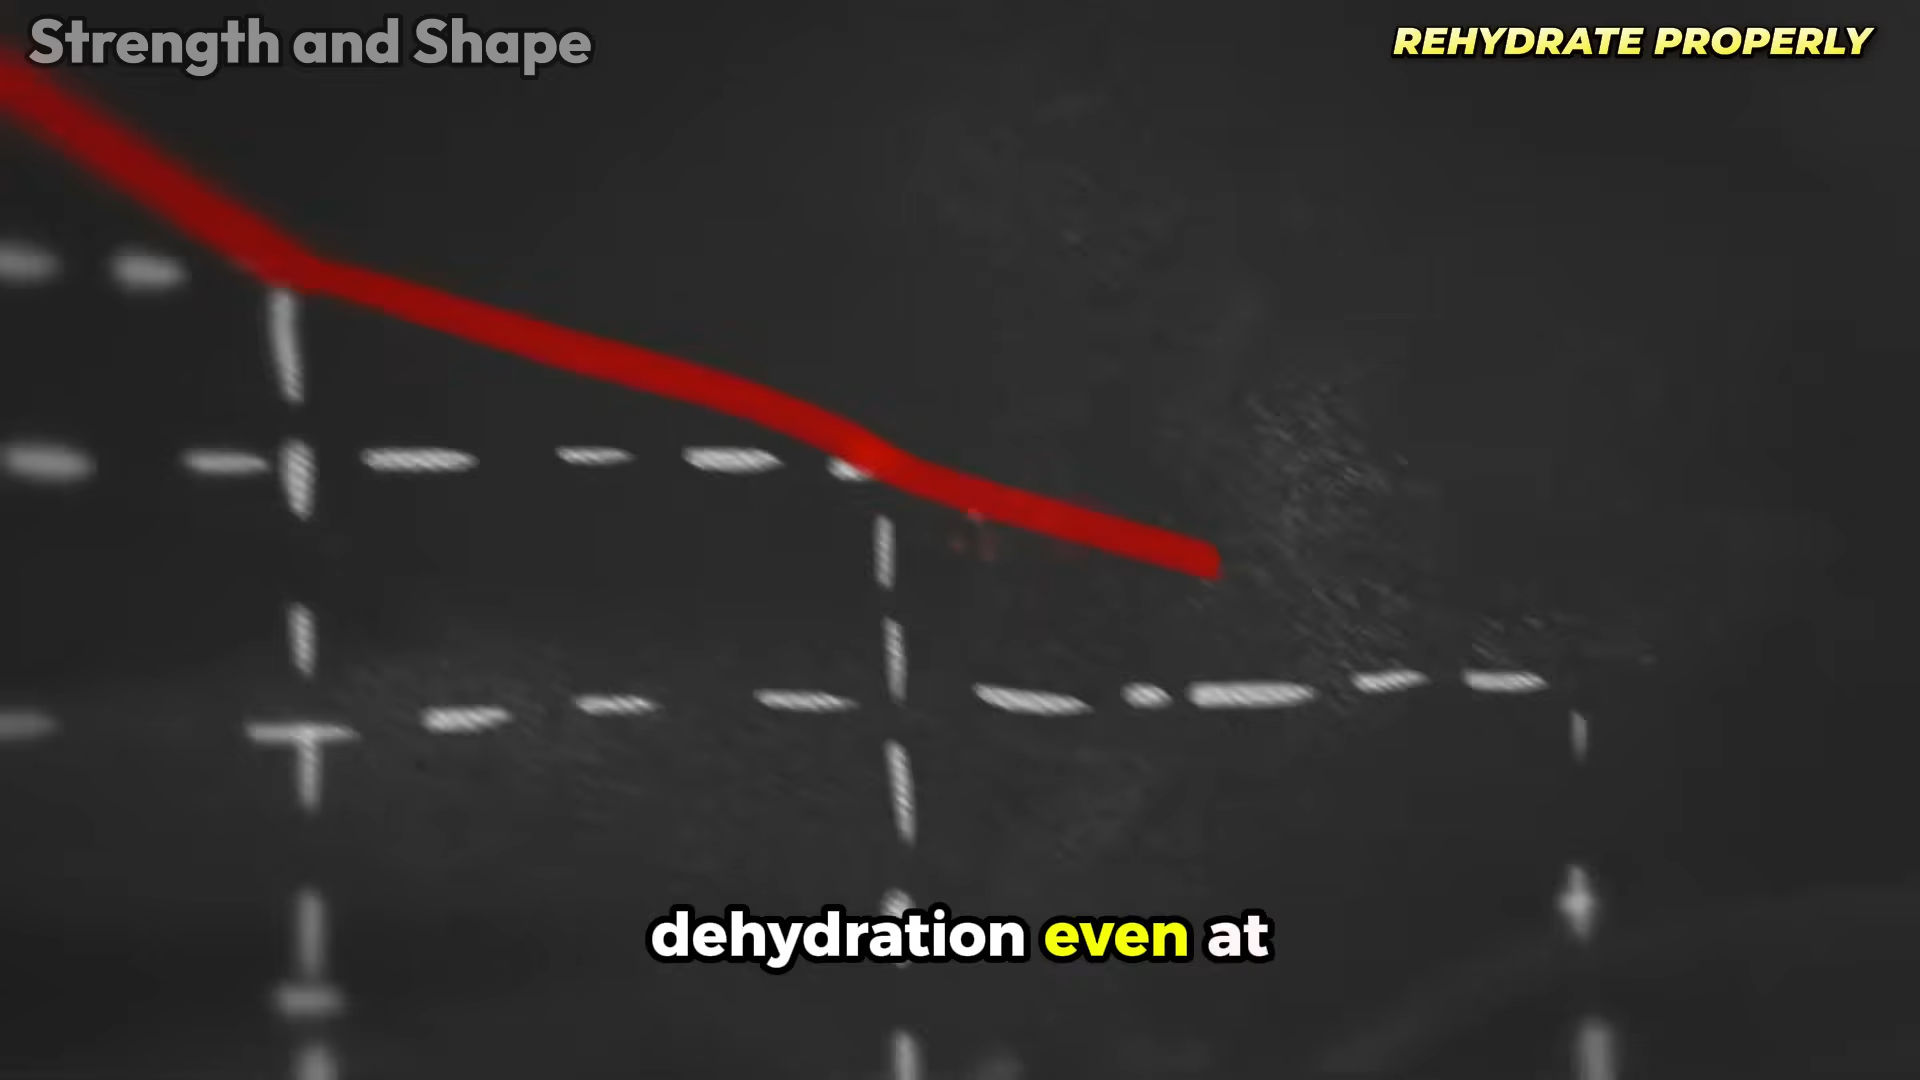 Strength and Shape
REHYDRATE PROPERLY
dehydration even at